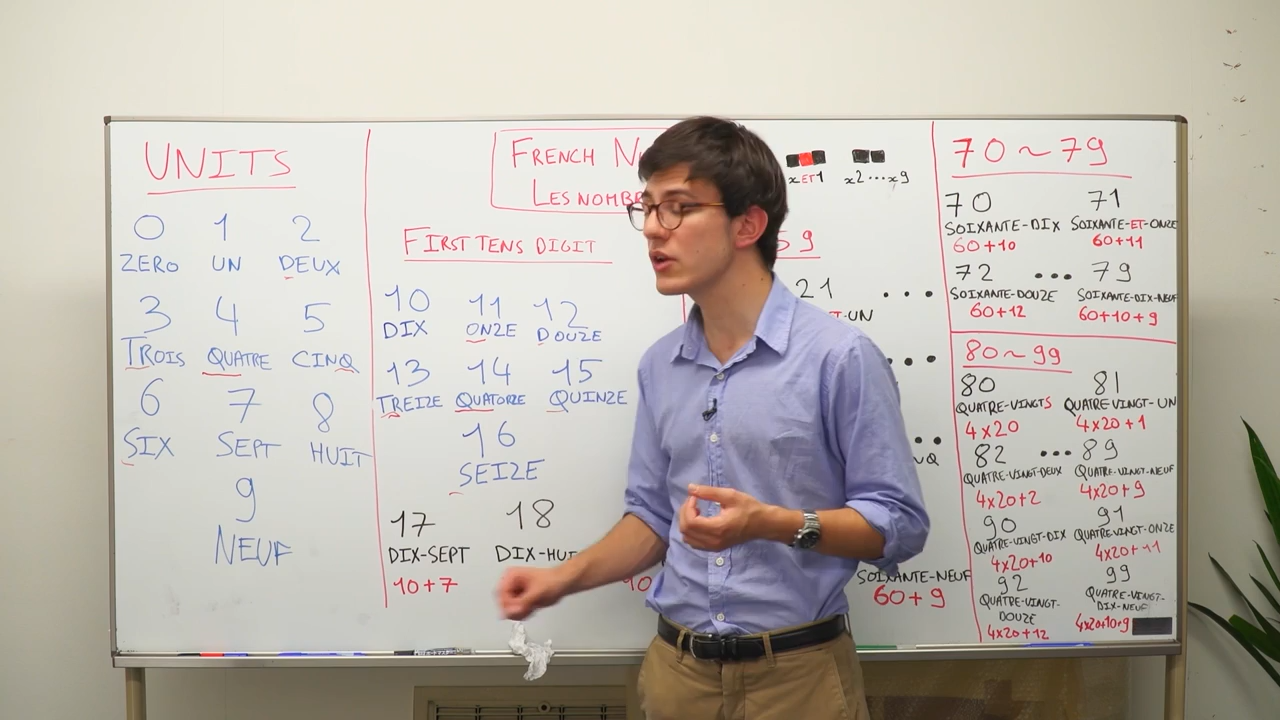 UNITS
0 1 2
ZERO UN DEUX
3 4 5
TROIS QUATRE CINQ
6 7 8
SIX SEPT HUIT
9
NEUF
FRENCH
LES
FIRST TENS DIGIT
10 11 12
DIX ONZE DOUZE
13 14 15
TREIZE QUATORZE QUINZE
16
SEIZE
17 18
DIX-SEPT
10+7
xET1 x2...x9
59
21 ...
-UN
...
SOIXANTE-NEUF
60+9
70~79
70 71
SOIXANTE-DIX SOIXANTE-ET-ONZE
60+10 60+11
72 ... 79
SOIXANTE-DOUZE SOIXANTE-DIX-NEUF
60+12 60+10+9
80~99
80 81
QUATRE-VINGTS QUATRE-VINGT-UN
4x20 4x20+1
82 ... 89
QUATRE-VINGT-DEUX QUATRE-VINGT-NEUF
4x20+2 4x20+9
90 91
QUATRE-VINGT-DIX QUATRE-VINGT-ONZE
4x20+10 4x20+11
92 99
QUATRE-VINGT-DOUZE QUATRE-VINGT-DIX-NEUF
4x20+12 4x20+10+9